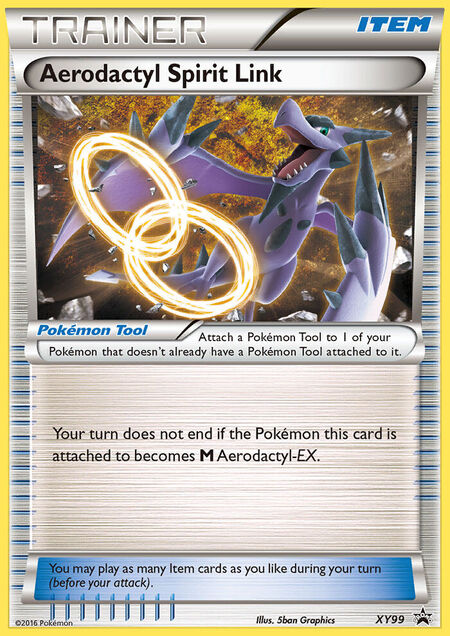 TRAINER ITEM
Aerodactyl Spirit Link
Pokémon Tool
Attach a Pokémon Tool to 1 of your
Pokémon that doesn't already have a Pokémon Tool attached to it.
Your turn does not end if the Pokémon this card is
attached to becomes M Aerodactyl-EX.
You may play as many Item cards as you like during your turn
(before your attack).
©2016 Pokémon Illus. 5ban Graphics XY99
PROMO